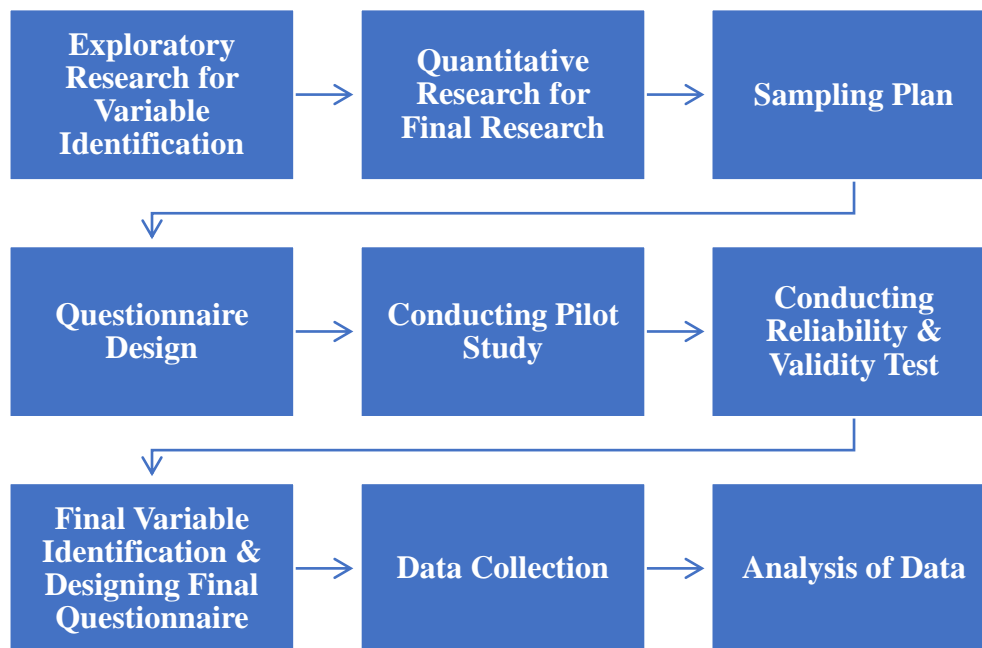 Exploratory
Research for
Variable
Identification
Quantitative
Research for
Final Research
Sampling Plan
Questionnaire
Design
Conducting Pilot
Study
Conducting
Reliability &
Validity Test
Final Variable
Identification &
Designing Final
Questionnaire
Data Collection
Analysis of Data